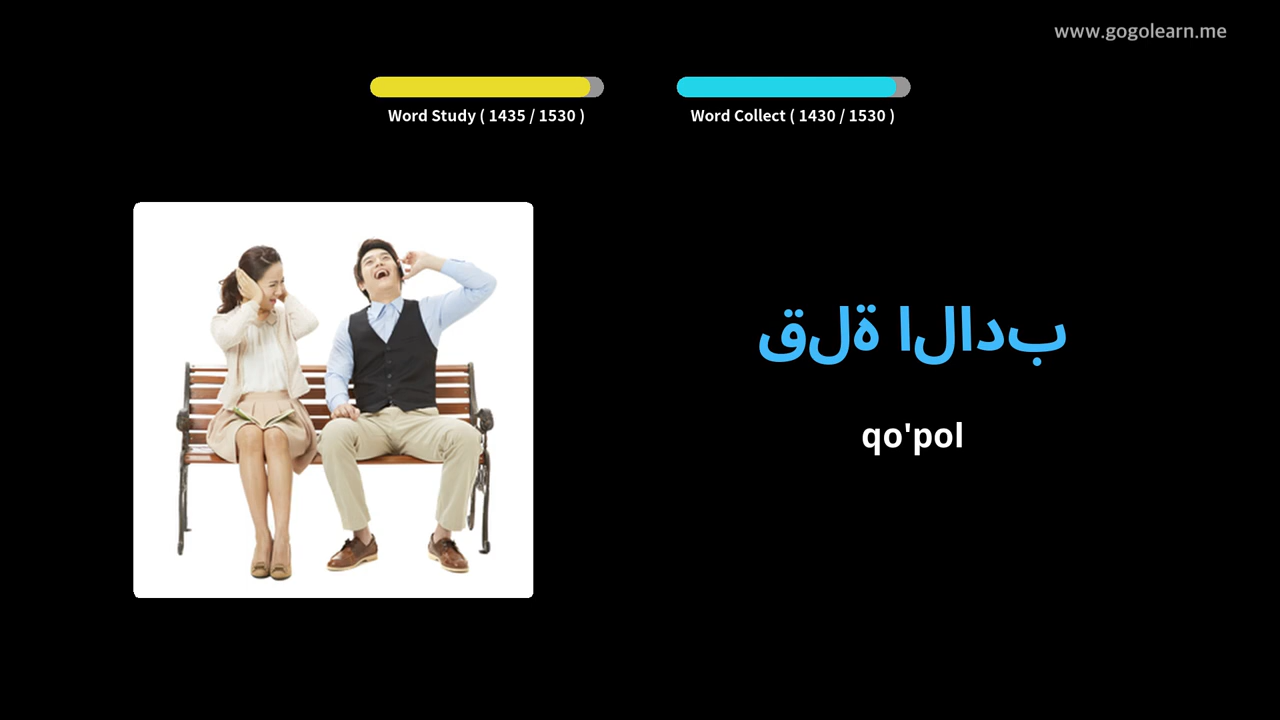 www.gogolearn.me
Word Study ( 1435 / 1530 )
Word Collect ( 1430 / 1530 )
قلة الادب
qo'pol